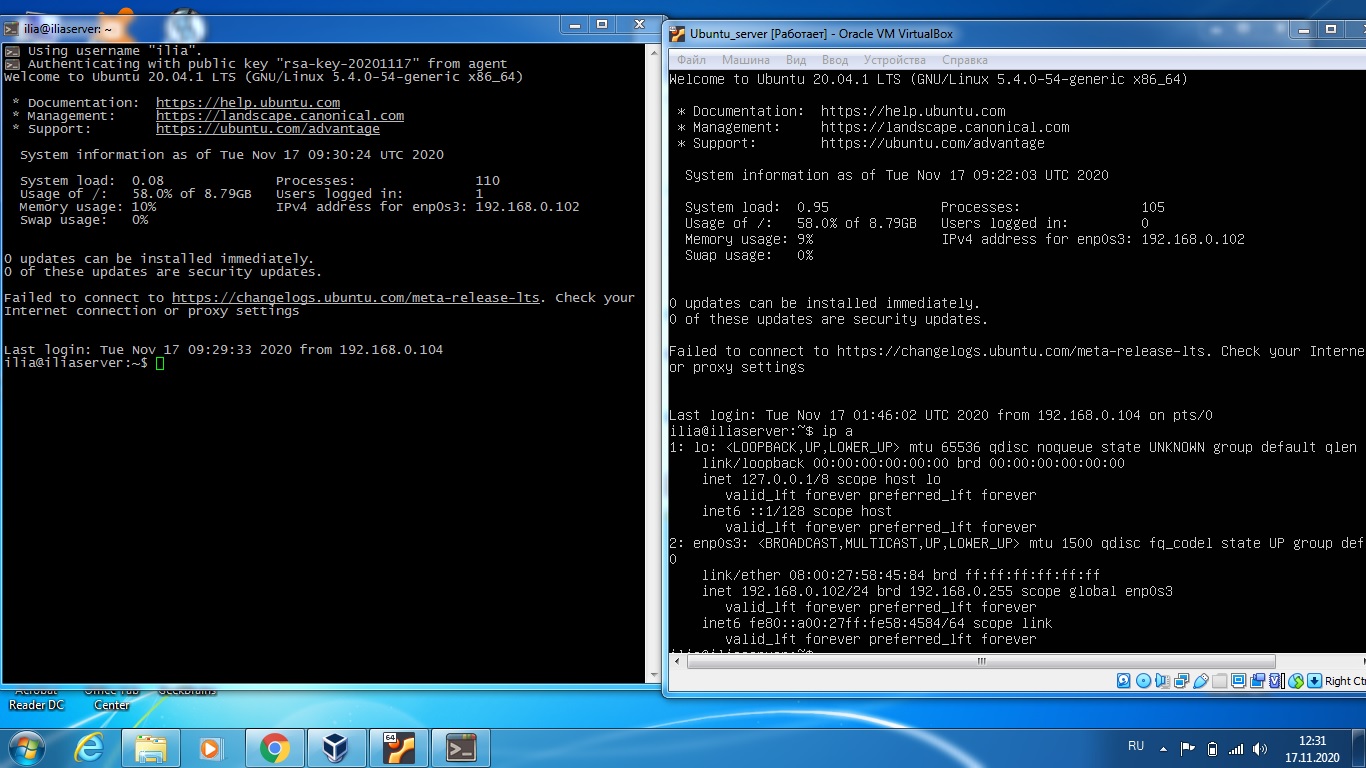 ilia@iliaserver: ~
Using username "ilia".
Authenticating with public key "rsa-key-20201117" from agent
Welcome to Ubuntu 20.04.1 LTS (GNU/Linux 5.4.0-54-generic x86_64)
* Documentation: https://help.ubuntu.com
* Management: https://landscape.canonical.com
* Support: https://ubuntu.com/advantage
System information as of Tue Nov 17 09:30:24 UTC 2020
System load: 0.08 Processes: 110
Usage of /: 58.0% of 8.79GB Users logged in: 1
Memory usage: 10% IPv4 address for enp0s3: 192.168.0.102
Swap usage: 0%
0 updates can be installed immediately.
0 of these updates are security updates.
Failed to connect to https://changelogs.ubuntu.com/meta-release-lts. Check your
Internet connection or proxy settings
Last login: Tue Nov 17 09:29:33 2020 from 192.168.0.104
ilia@iliaserver:~$
Ubuntu_server [Работает] - Oracle VM VirtualBox
Файл Машина Вид Ввод Устройства Справка
Welcome to Ubuntu 20.04.1 LTS (GNU/Linux 5.4.0-54-generic x86_64)
* Documentation: https://help.ubuntu.com
* Management: https://landscape.canonical.com
* Support: https://ubuntu.com/advantage
System information as of Tue Nov 17 09:22:03 UTC 2020
System load: 0.95 Processes: 105
Usage of /: 58.0% of 8.79GB Users logged in: 0
Memory usage: 9% IPv4 address for enp0s3: 192.168.0.102
Swap usage: 0%
0 updates can be installed immediately.
0 of these updates are security updates.
Failed to connect to https://changelogs.ubuntu.com/meta-release-lts. Check your Interne
or proxy settings
Last login: Tue Nov 17 01:46:02 UTC 2020 from 192.168.0.104 on pts/0
ilia@iliaserver:~$ ip a
1: lo: <LOOPBACK,UP,LOWER_UP> mtu 65536 qdisc noqueue state UNKNOWN group default qlen
link/loopback 00:00:00:00:00:00 brd 00:00:00:00:00:00
inet 127.0.0.1/8 scope host lo
valid_lft forever preferred_lft forever
inet6 ::1/128 scope host
valid_lft forever preferred_lft forever
2: enp0s3: <BROADCAST,MULTICAST,UP,LOWER_UP> mtu 1500 qdisc fq_codel state UP group def
0
link/ether 08:00:27:58:45:84 brd ff:ff:ff:ff:ff:ff
inet 192.168.0.102/24 brd 192.168.0.255 scope global enp0s3
valid_lft forever preferred_lft forever
inet6 fe80::a00:27ff:fe58:4584/64 scope link
valid_lft forever preferred_lft forever
ilia@iliaserver:~$
Right Ctr
Acrobat Reader DC
Office Tab Center
GeekBrains
64
RU
12:31
17.11.2020